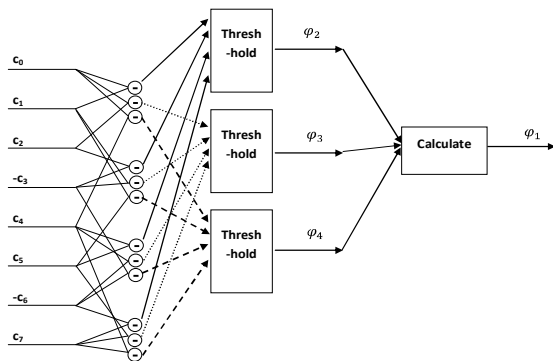 c₀
c₁
c₂
-c₃
c₄
c₅
-c₆
c₇
-
-
-
-
-
-
-
-
-
-
-
-
Thresh
-hold
Thresh
-hold
Thresh
-hold
φ₂
φ₃
φ₄
Calculate
φ₁